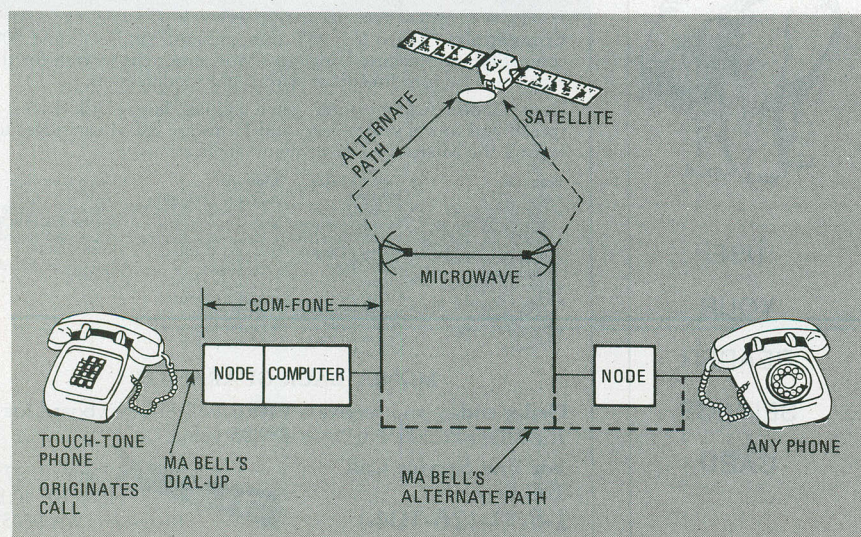 ALTERNATE
PATH
SATELLITE
MICROWAVE
COM-FONE
NODE
COMPUTER
NODE
TOUCH-TONE
PHONE
ORIGINATES
CALL
MA BELL'S
DIAL-UP
MA BELL'S
ALTERNATE PATH
ANY PHONE